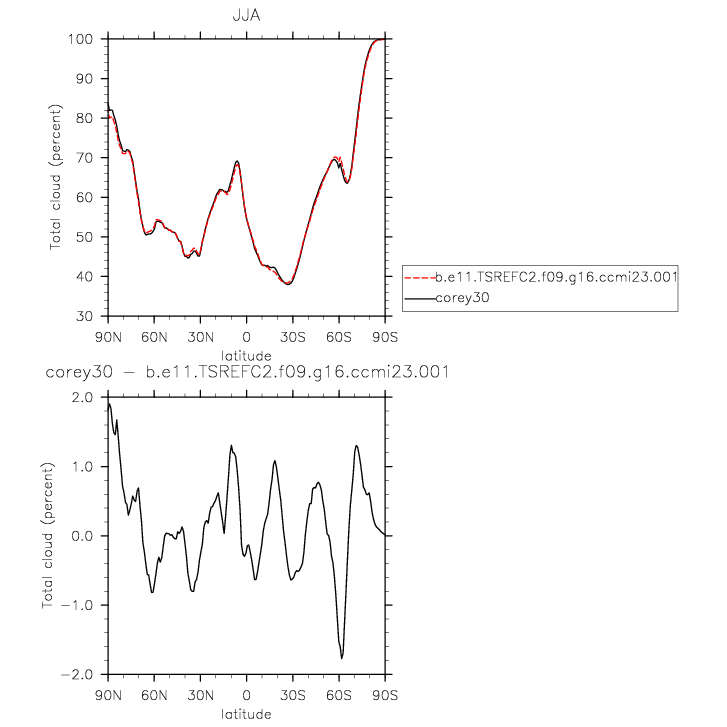 JJA
100
90
80
70
60
50
40
30
Total cloud (percent)
90N 60N 30N 0 30S 60S 90S
latitude
b.e11.TSREFC2.f09.g16.ccmi23.001
corey30
corey30 − b.e11.TSREFC2.f09.g16.ccmi23.001
2.0
1.0
0.0
−1.0
−2.0
Total cloud (percent)
90N 60N 30N 0 30S 60S 90S
latitude